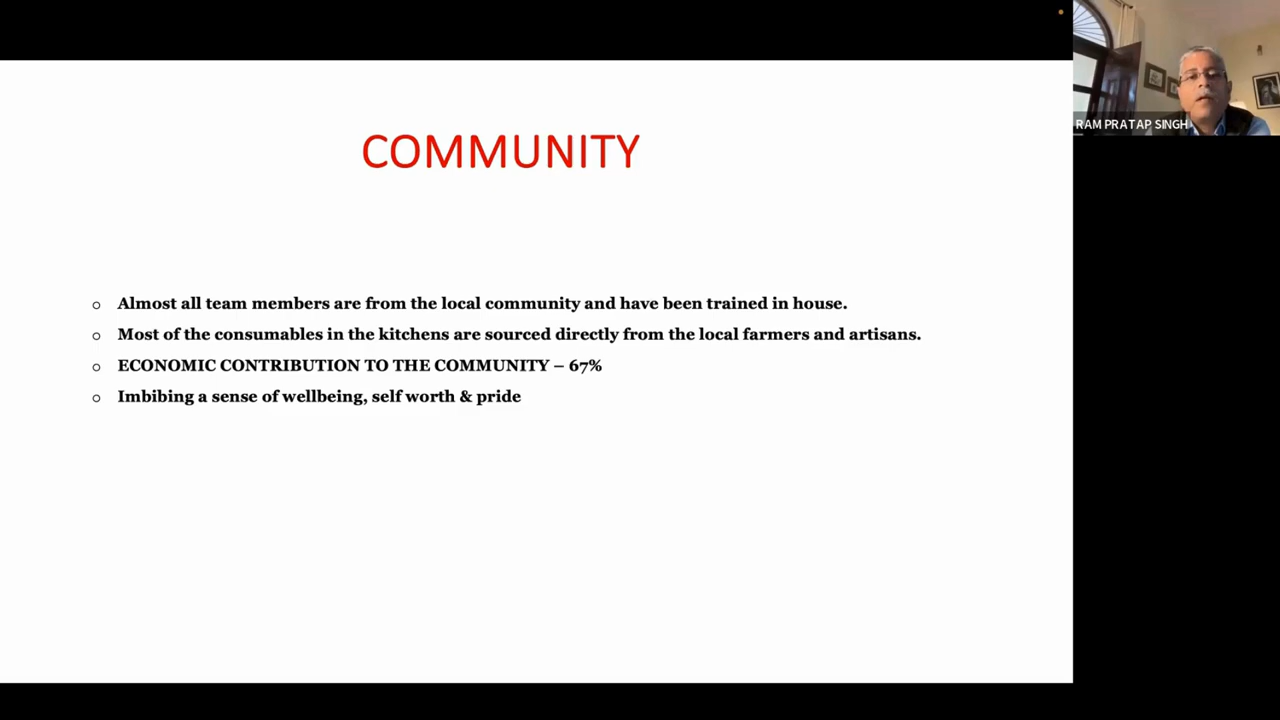 COMMUNITY
RAM PRATAP SINGH
Almost all team members are from the local community and have been trained in house.
Most of the consumables in the kitchens are sourced directly from the local farmers and artisans.
ECONOMIC CONTRIBUTION TO THE COMMUNITY – 67%
Imbibing a sense of wellbeing, self worth & pride